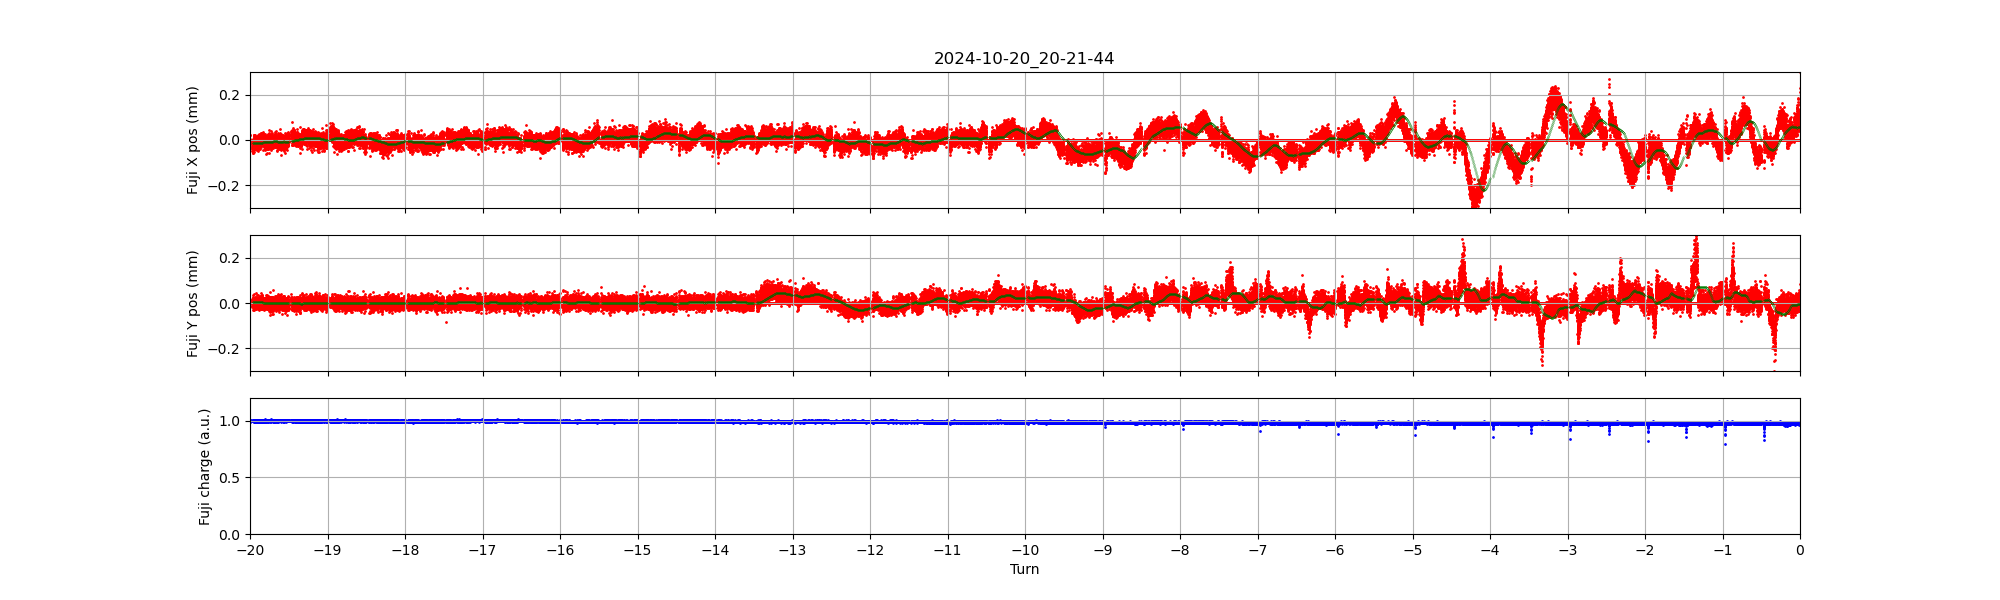 2024-10-20_20-21-44
Fuji X pos (mm)
0.2
0.0
−0.2
Fuji Y pos (mm)
0.2
0.0
−0.2
Fuji charge (a.u.)
1.0
0.5
0.0
−20 −19 −18 −17 −16 −15 −14 −13 −12 −11 −10 −9 −8 −7 −6 −5 −4 −3 −2 −1 0
Turn